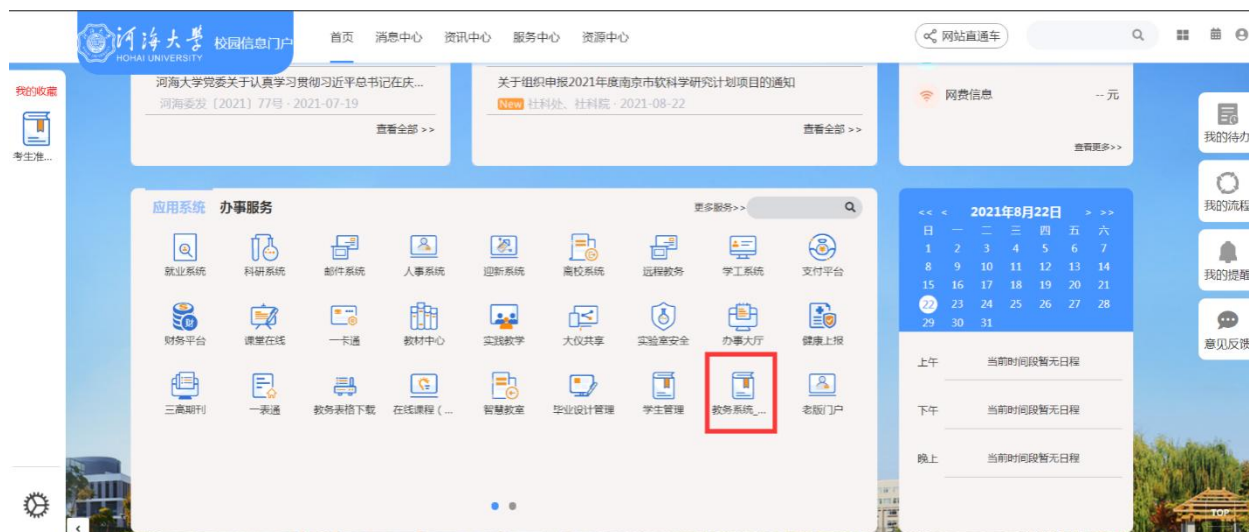 河海大学 校园信息门户
HOHAI UNIVERSITY
首页 消息中心 资讯中心 服务中心 资源中心
网站直通车
我的收藏
考生准...
河海大学党委关于认真学习贯彻习近平总书记在庆...
河海委发〔2021〕77号 · 2021-07-19
查看全部 >>
关于组织申报2021年度南京市软科学研究计划项目的通知
New 社科处、社科院 · 2021-08-22
查看全部 >>
网费信息 -- 元
查看更多>>
我的待办
我的流程
我的提醒
意见反馈
应用系统 办事服务 更多服务>>
就业系统 科研系统 邮件系统 人事系统 迎新系统 离校系统 远程教务 学工系统 支付平台
财务平台 课堂在线 一卡通 教材中心 实践教学 大仪共享 实验室安全 办事大厅 健康上报
三高期刊 一表通 教务表格下载 在线课程 (... 智慧教室 毕业设计管理 学生管理 教务系统_... 老版门户
<< < 2021年8月22日 > >>
日 一 二 三 四 五 六
1 2 3 4 5 6 7
8 9 10 11 12 13 14
15 16 17 18 19 20 21
22 23 24 25 26 27 28
29 30 31
上午 当前时间段暂无日程
下午 当前时间段暂无日程
晚上 当前时间段暂无日程
TOP